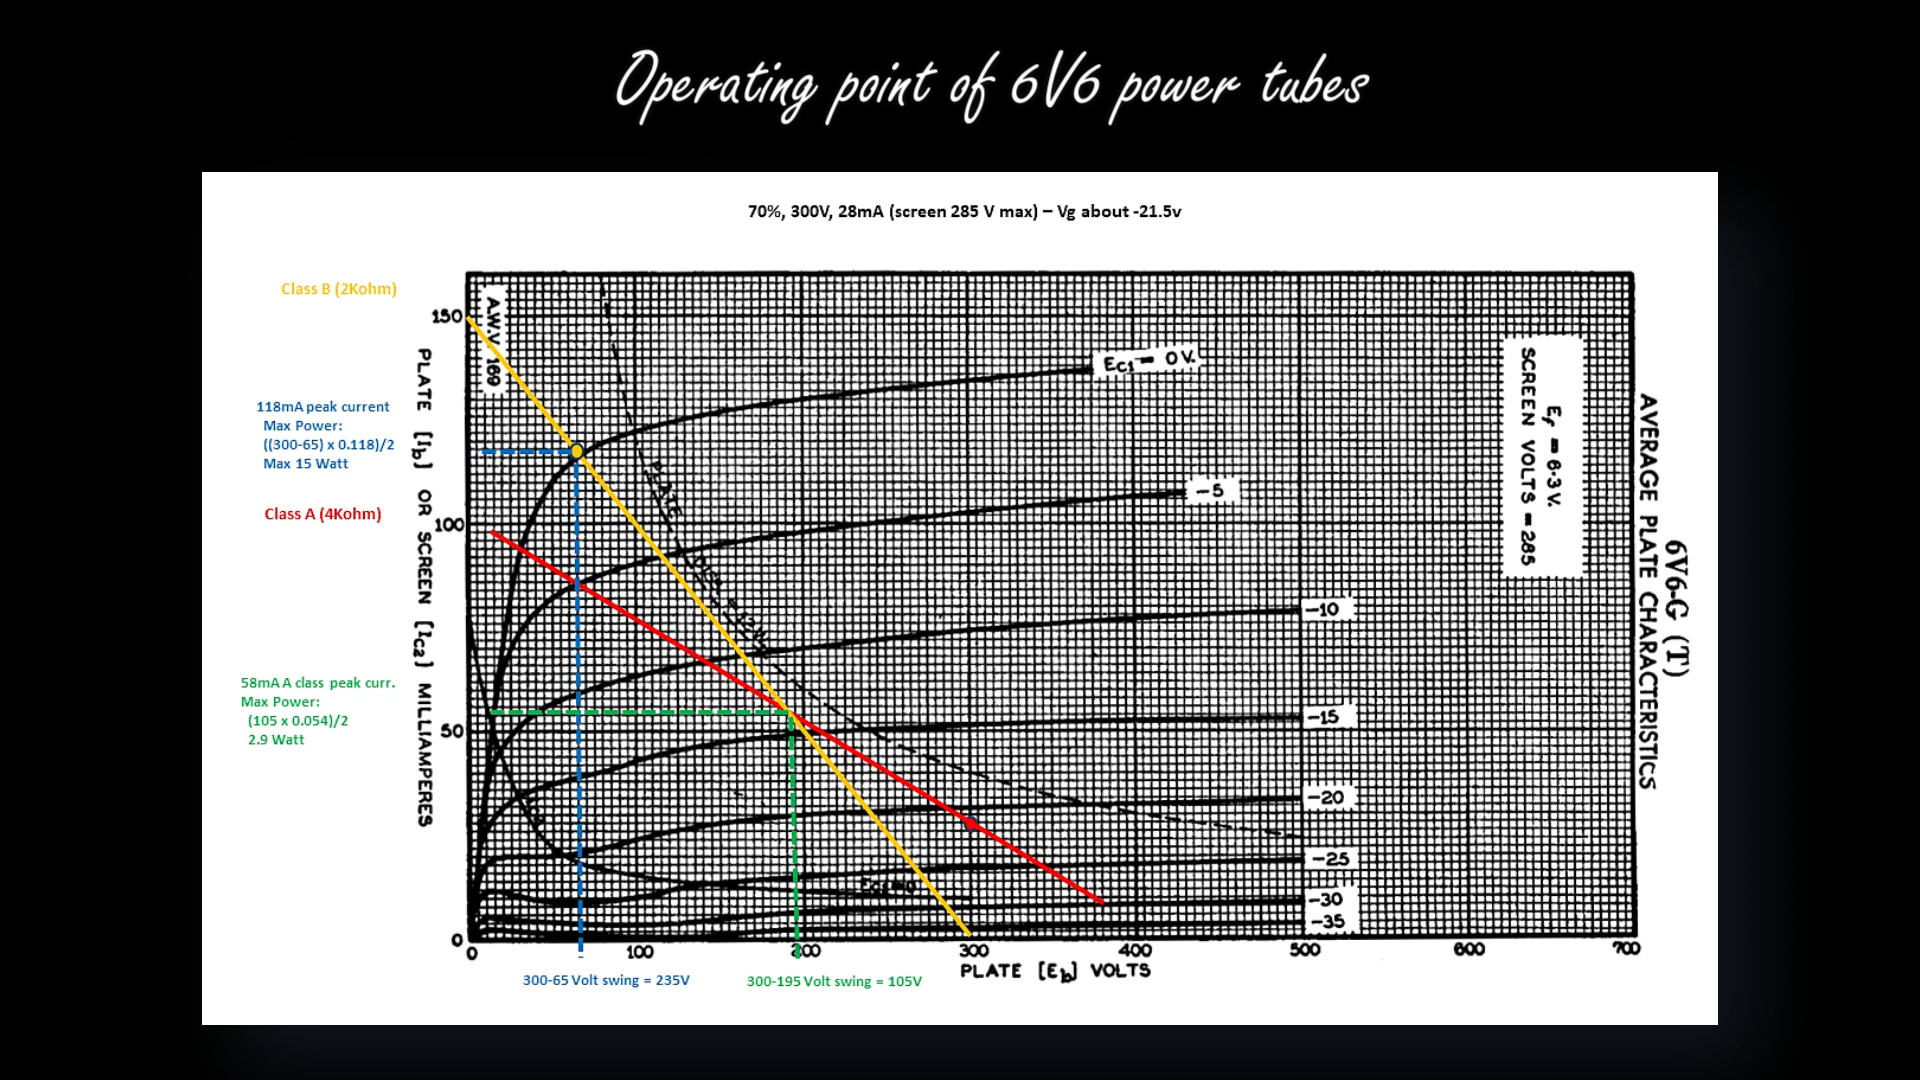 Operating point of 6V6 power tubes
70%, 300V, 28mA (screen 285 V max) – Vg about -21.5v
Class B (2Kohm)
118mA peak current
Max Power:
((300-65) x 0.118)/2
Max 15 Watt
Class A (4Kohm)
58mA A class peak curr.
Max Power:
(105 x 0.054)/2
2.9 Watt
PLATE [Ib] OR SCREEN [Ic2] MILLIAMPERES
150
100
50
0
A.W.V. 169
PLATE
EC1 = 0 V.
-5
-10
-15
-20
-25
-30
-35
Ef = 6.3 V.
SCREEN VOLTS = 285
6V6-G (T)
AVERAGE PLATE CHARACTERISTICS
0
100
200
300
400
500
600
700
PLATE [Eb] VOLTS
300-65 Volt swing = 235V
300-195 Volt swing = 105V